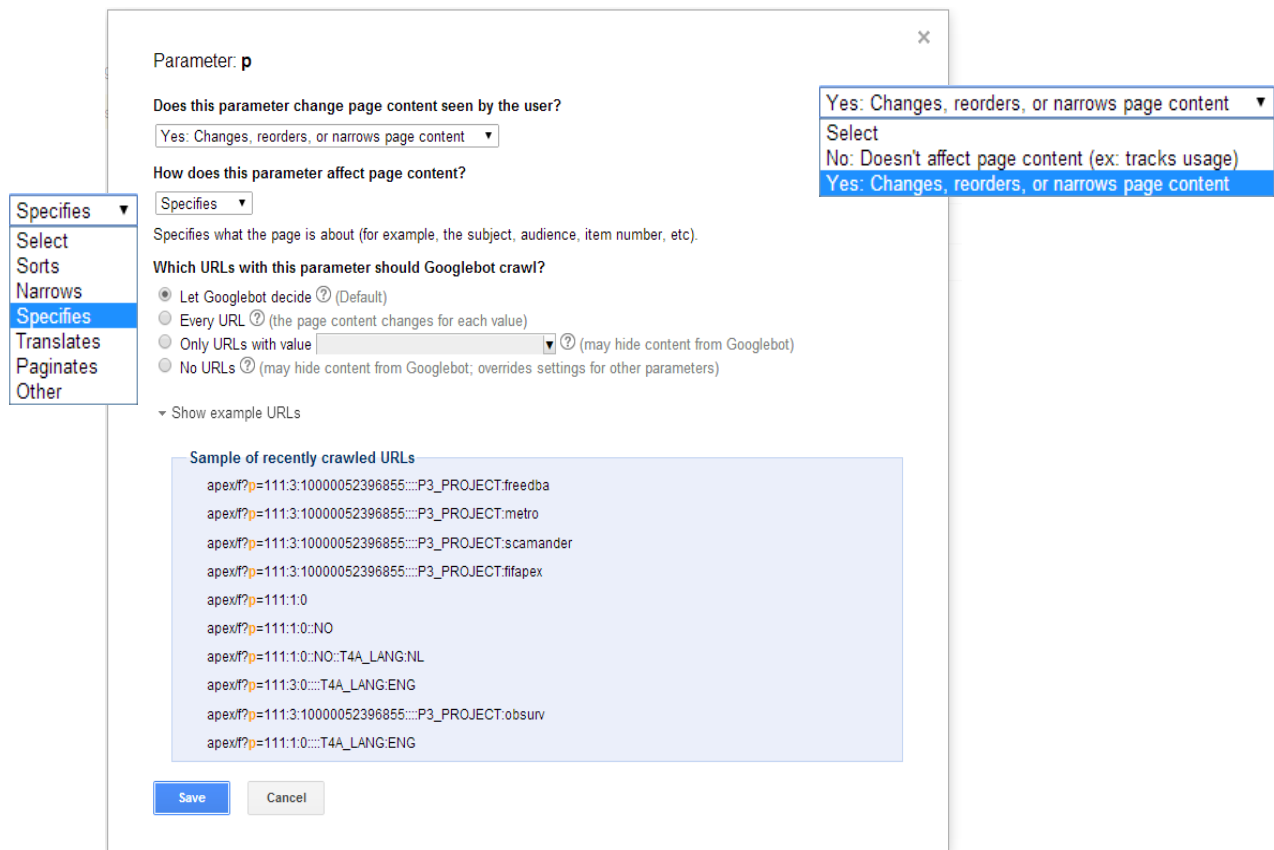 ×
Parameter: p
Does this parameter change page content seen by the user?
Yes: Changes, reorders, or narrows page content ▼
How does this parameter affect page content?
Specifies ▼
Specifies what the page is about (for example, the subject, audience, item number, etc).
Which URLs with this parameter should Googlebot crawl?
Let Googlebot decide ? (Default)
Every URL ? (the page content changes for each value)
Only URLs with value ▼ ? (may hide content from Googlebot)
No URLs ? (may hide content from Googlebot; overrides settings for other parameters)
Show example URLs
Sample of recently crawled URLs
apex/f?p=111:3:10000052396855::::P3_PROJECT:freedba
apex/f?p=111:3:10000052396855::::P3_PROJECT:metro
apex/f?p=111:3:10000052396855::::P3_PROJECT:scamander
apex/f?p=111:3:10000052396855::::P3_PROJECT:fifapex
apex/f?p=111:1:0
apex/f?p=111:1:0::NO
apex/f?p=111:1:0::NO::T4A_LANG:NL
apex/f?p=111:3:0::::T4A_LANG:ENG
apex/f?p=111:3:10000052396855::::P3_PROJECT:obsurv
apex/f?p=111:1:0::::T4A_LANG:ENG
Save
Cancel
Specifies ▼
Select
Sorts
Narrows
Specifies
Translates
Paginates
Other
Yes: Changes, reorders, or narrows page content ▼
Select
No: Doesn't affect page content (ex: tracks usage)
Yes: Changes, reorders, or narrows page content